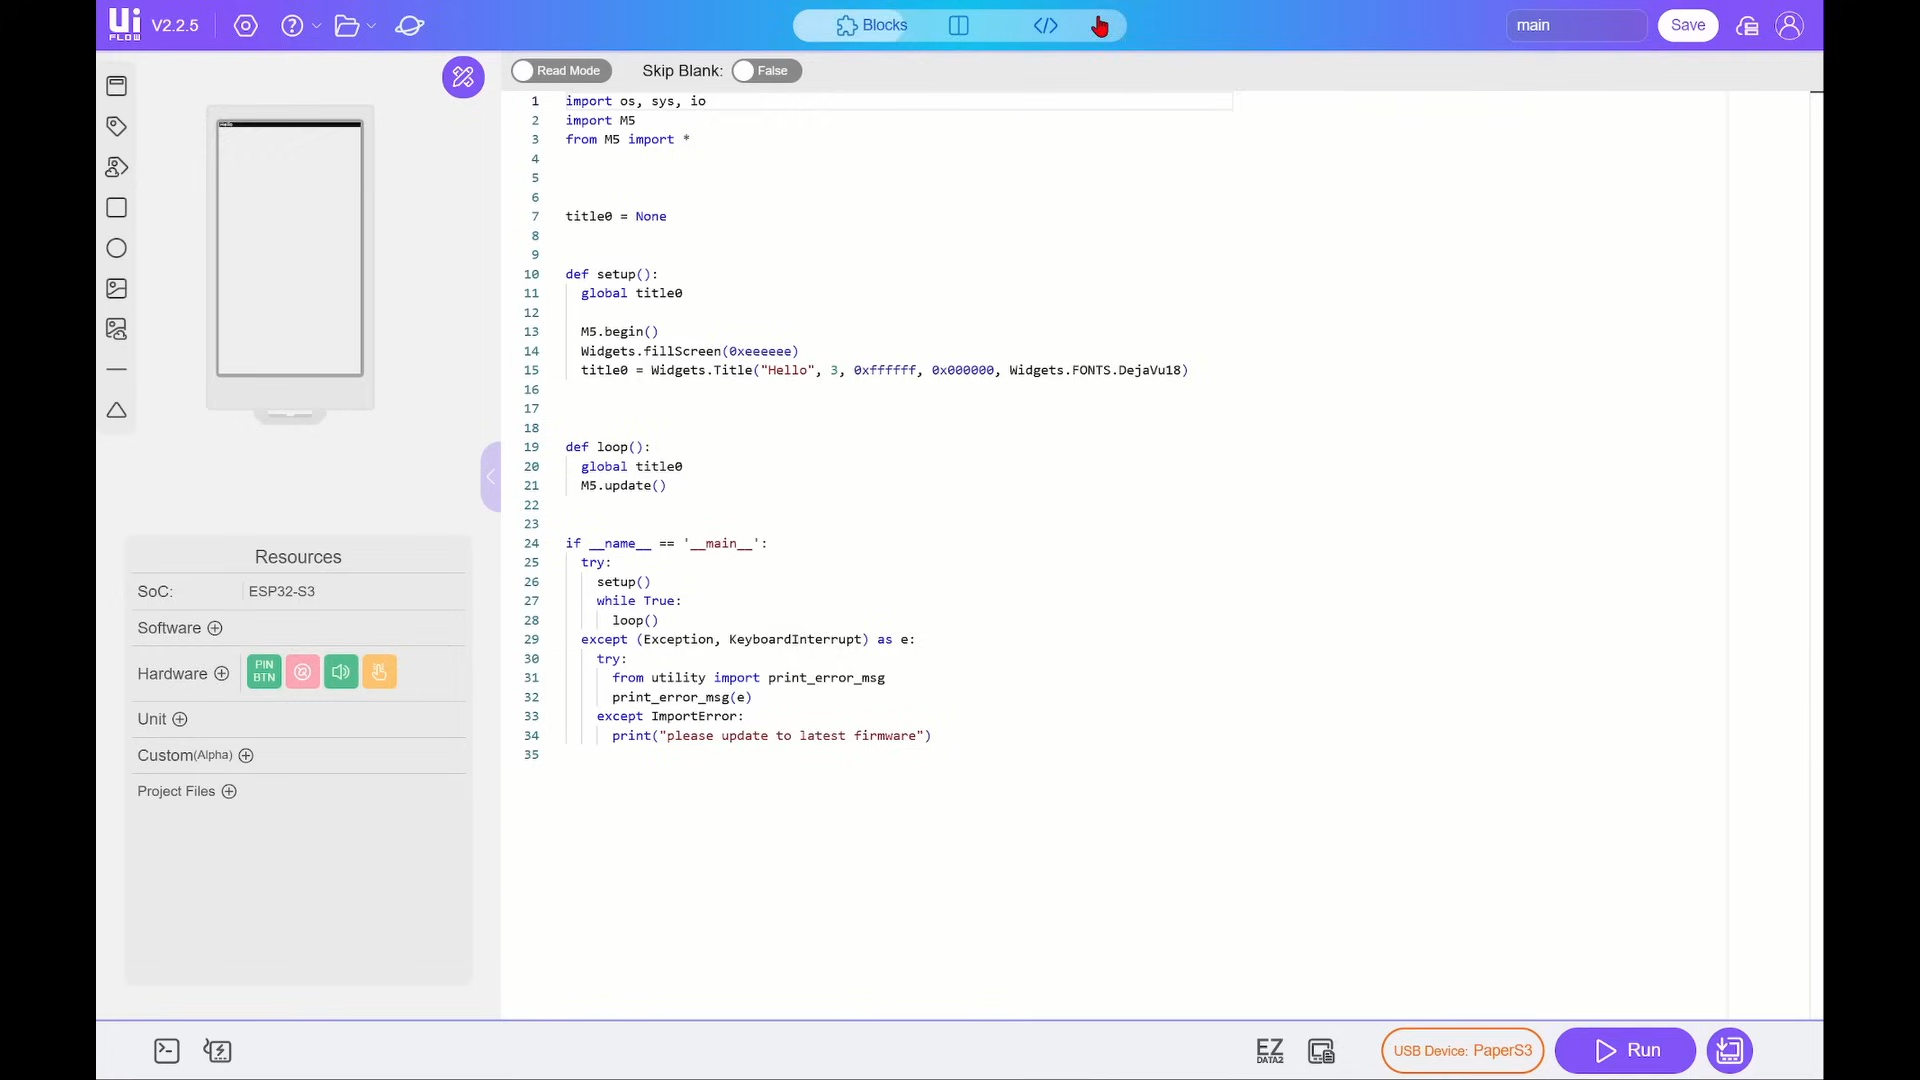 Ui
FLOW
V2.2.5
Blocks
</>
main
Save
Read Mode
Skip Blank:
False
Hello
1 import os, sys, io
2 import M5
3 from M5 import *
4
5
6
7 title0 = None
8
9
10 def setup():
11 global title0
12
13 M5.begin()
14 Widgets.fillScreen(0xeeeeee)
15 title0 = Widgets.Title("Hello", 3, 0xffffff, 0x000000, Widgets.FONTS.DejaVu18)
16
17
18
19 def loop():
20 global title0
21 M5.update()
22
23
24 if __name__ == '__main__':
25 try:
26 setup()
27 while True:
28 loop()
29 except (Exception, KeyboardInterrupt) as e:
30 try:
31 from utility import print_error_msg
32 print_error_msg(e)
33 except ImportError:
34 print("please update to latest firmware")
35
Resources
SoC: ESP32-S3
Software
Hardware
PIN
BTN
Unit
Custom(Alpha)
Project Files
EZ
DATA2
USB Device: PaperS3
Run